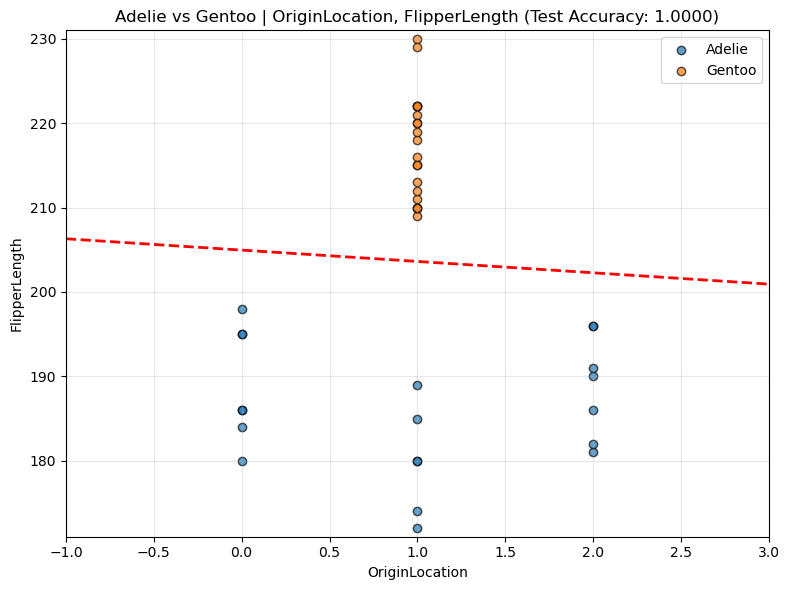 Adelie vs Gentoo | OriginLocation, FlipperLength (Test Accuracy: 1.0000)
Adelie
Gentoo
FlipperLength
230
220
210
200
190
180
−1.0 −0.5 0.0 0.5 1.0 1.5 2.0 2.5 3.0
OriginLocation